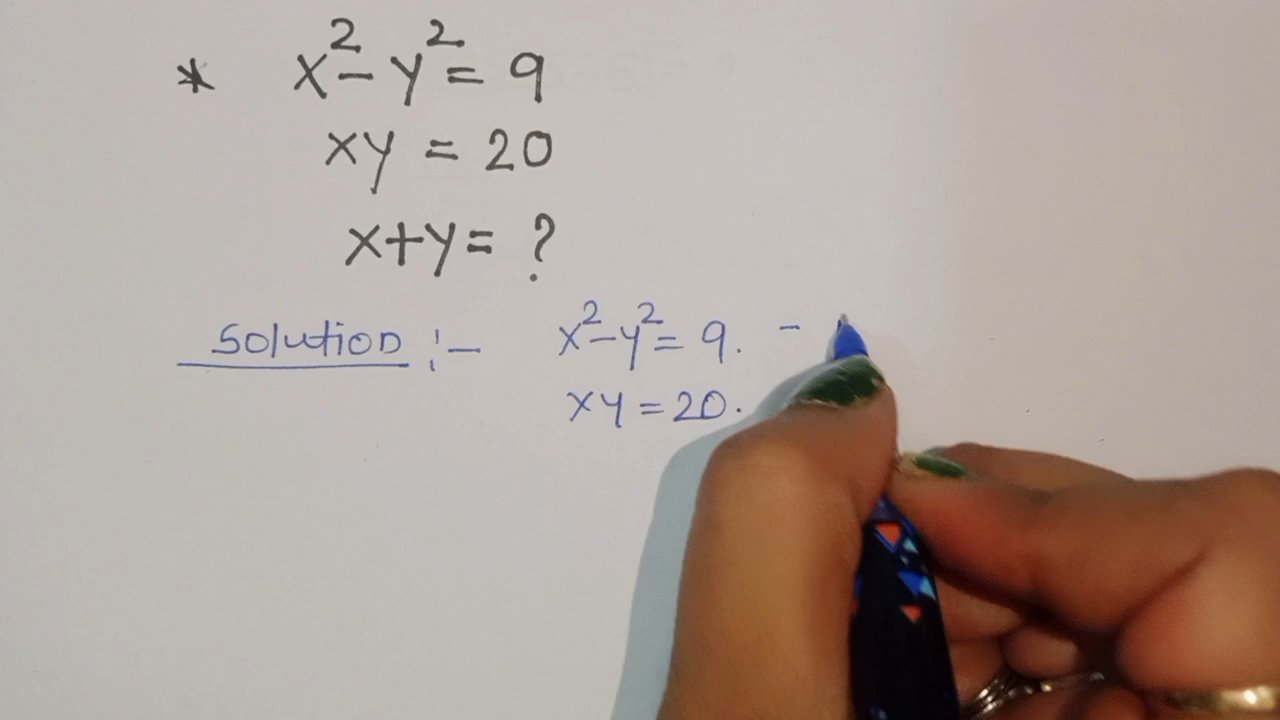 * x²-y²= 9
xy = 20
x+y= ?
Solution :- x²-y²= 9. -
xy = 20.